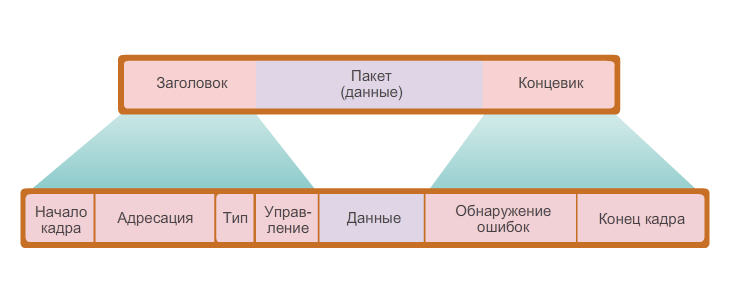 Заголовок
Пакет
(данные)
Концевик
Начало
кадра
Адресация
Тип
Управ-
ление
Данные
Обнаружение
ошибок
Конец кадра